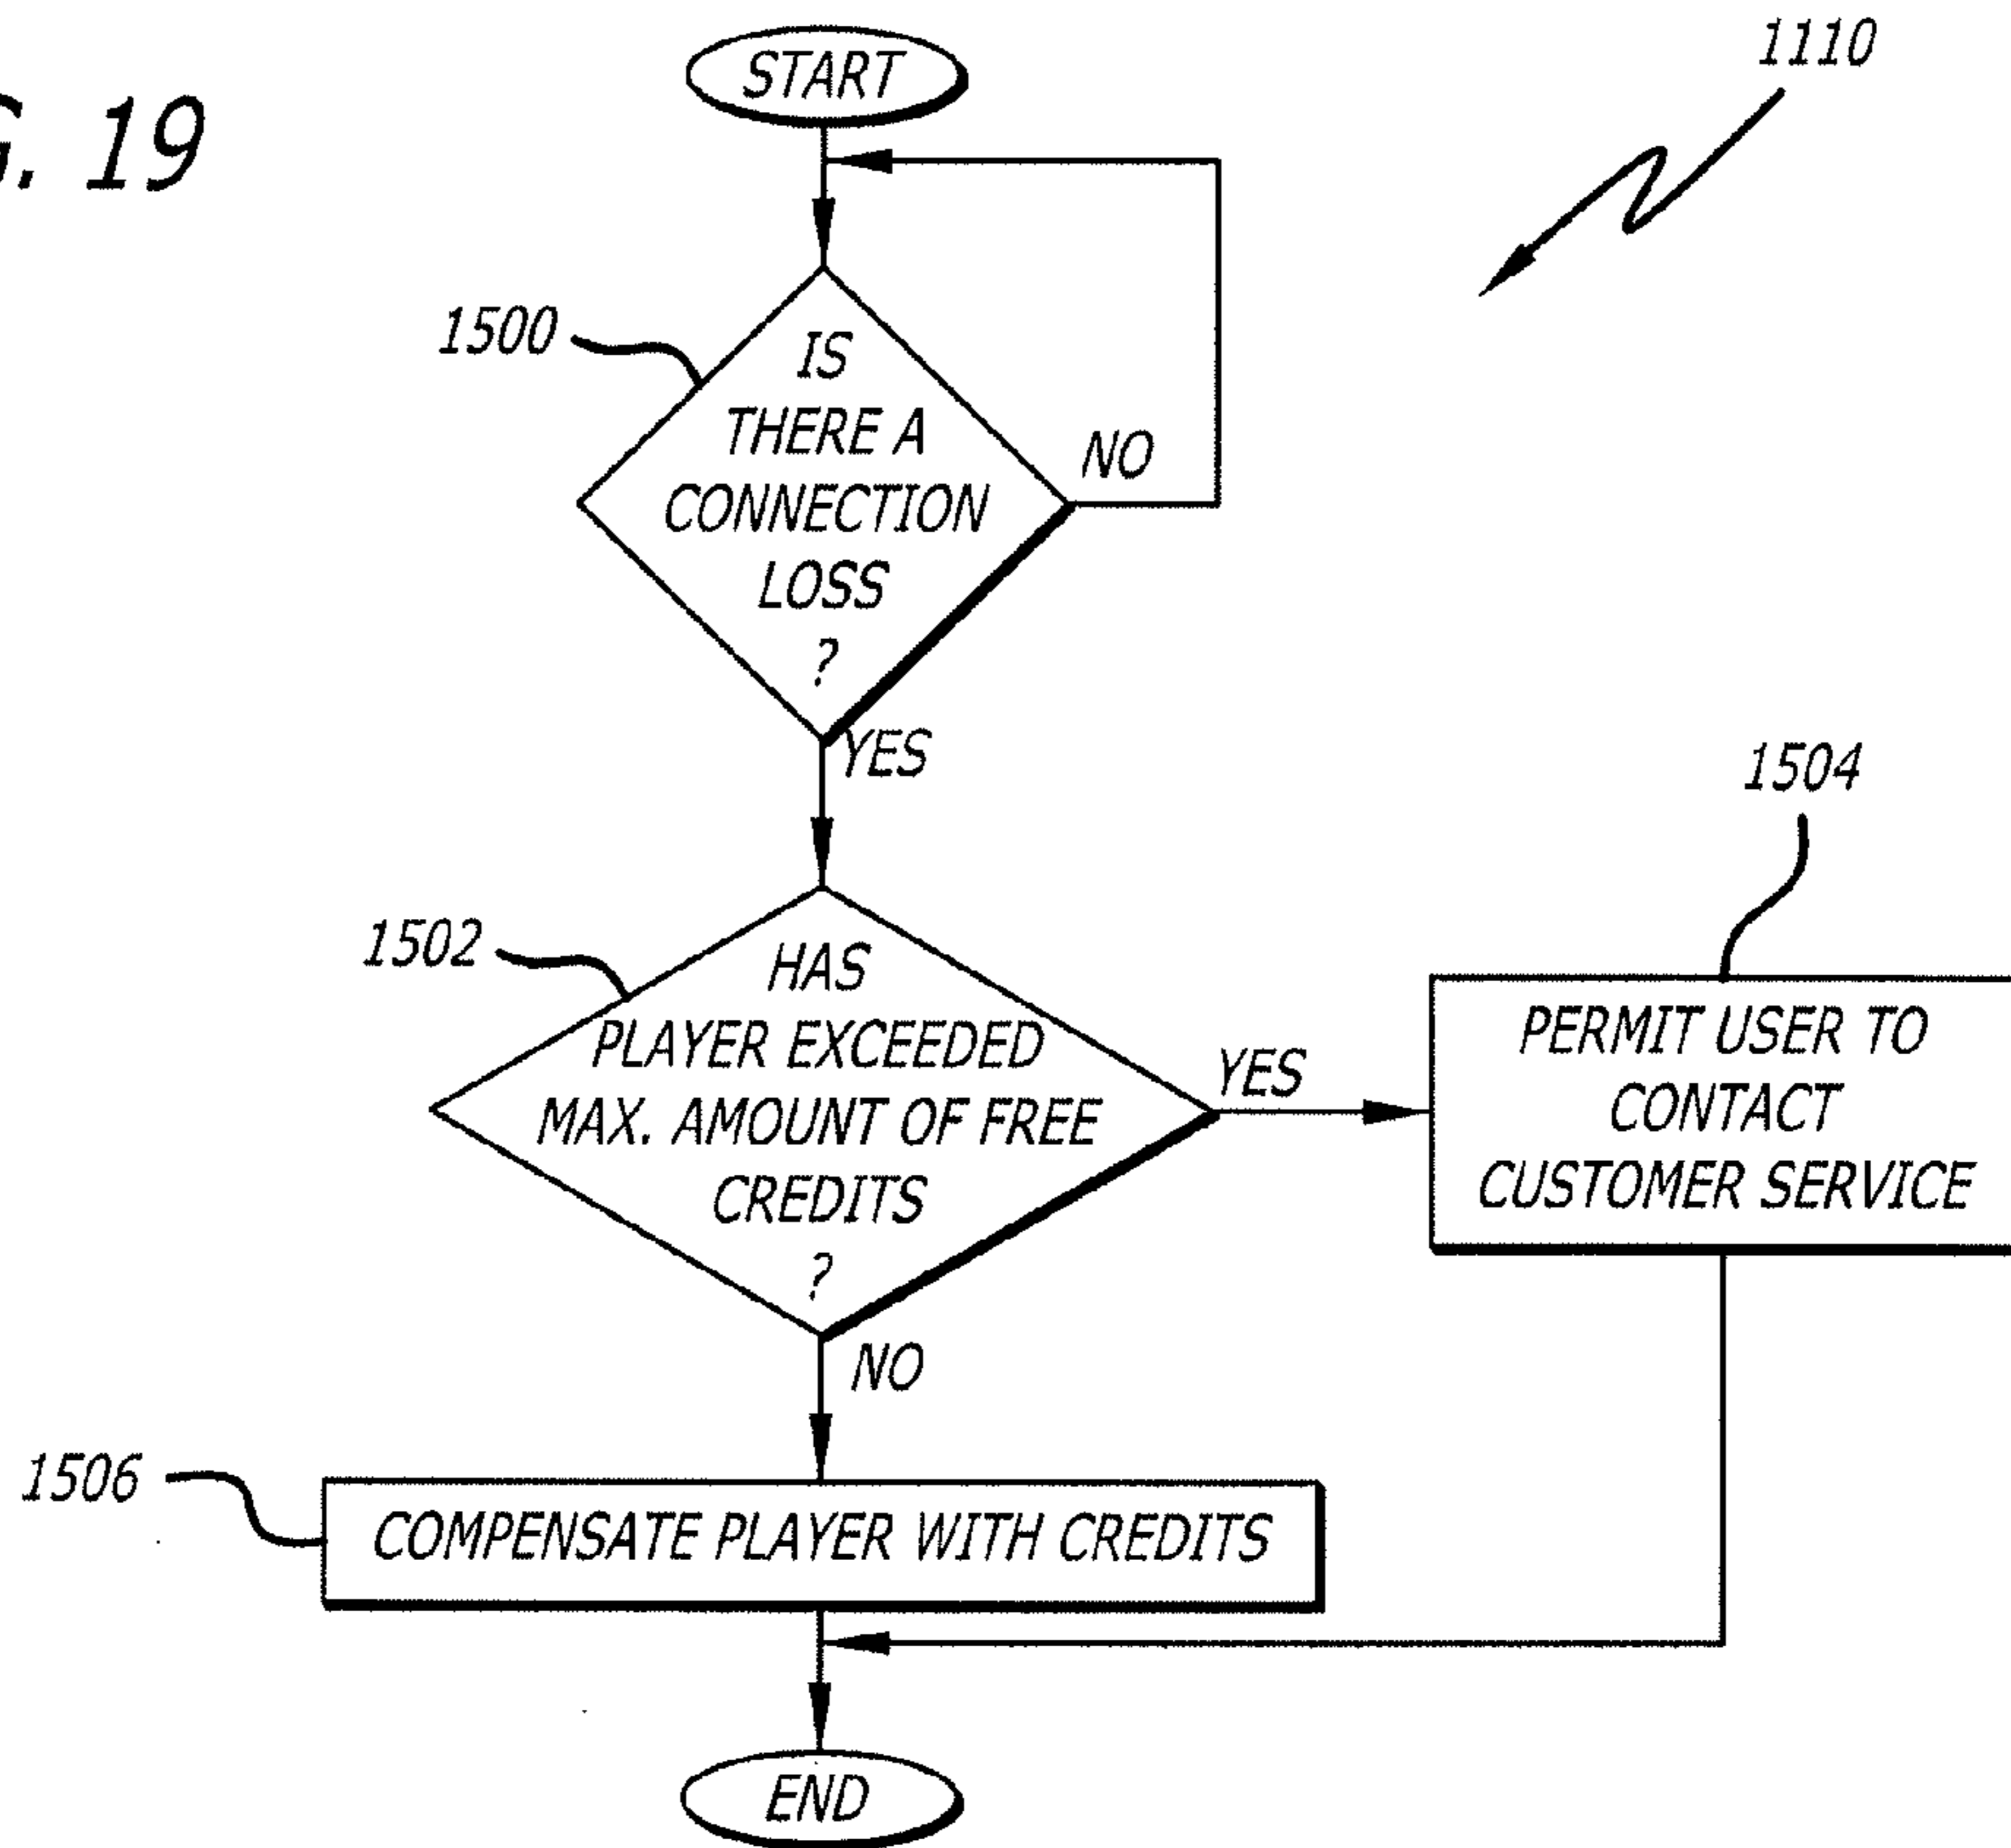 G. 19
1110
START
1500
IS
THERE A
CONNECTION
LOSS
?
NO
YES
1502
HAS
PLAYER EXCEEDED
MAX. AMOUNT OF FREE
CREDITS
?
YES
1504
PERMIT USER TO
CONTACT
CUSTOMER SERVICE
NO
1506
COMPENSATE PLAYER WITH CREDITS
END